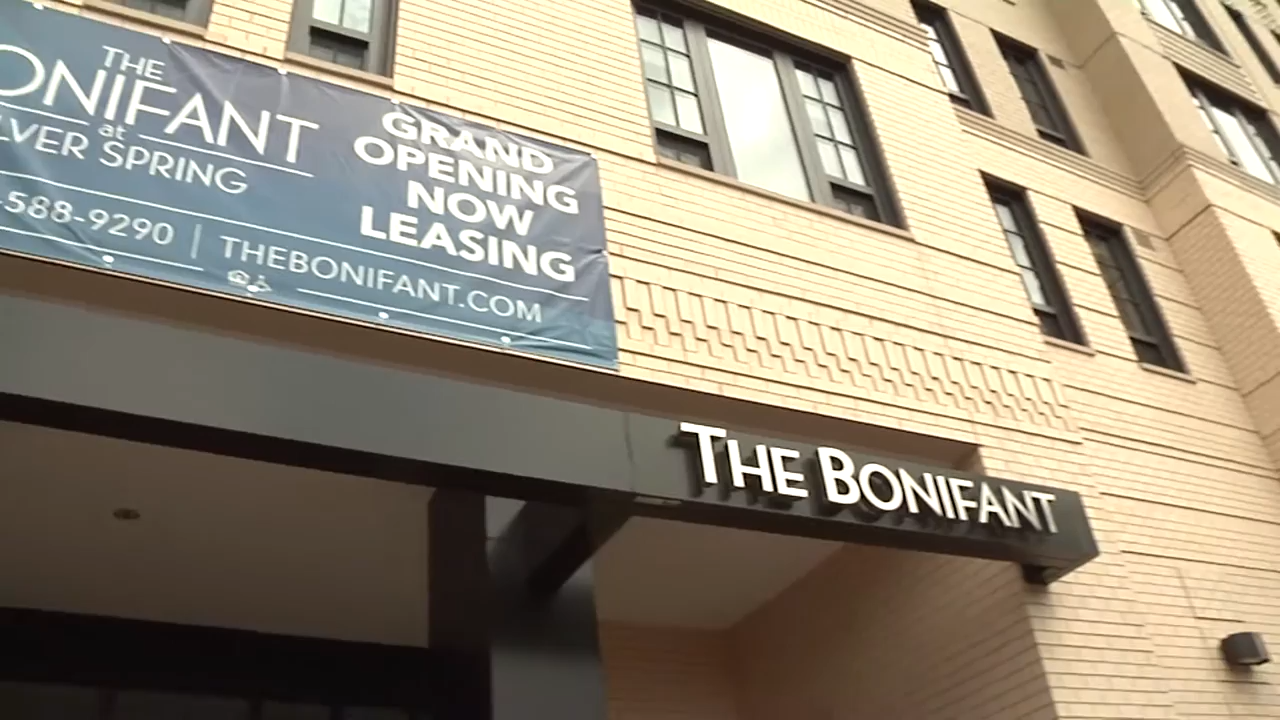 THE
ONIFANT
at
LVER SPRING
-588-9290 | THEBONIFANT.COM
GRAND
OPENING
NOW
LEASING
THE BONIFANT